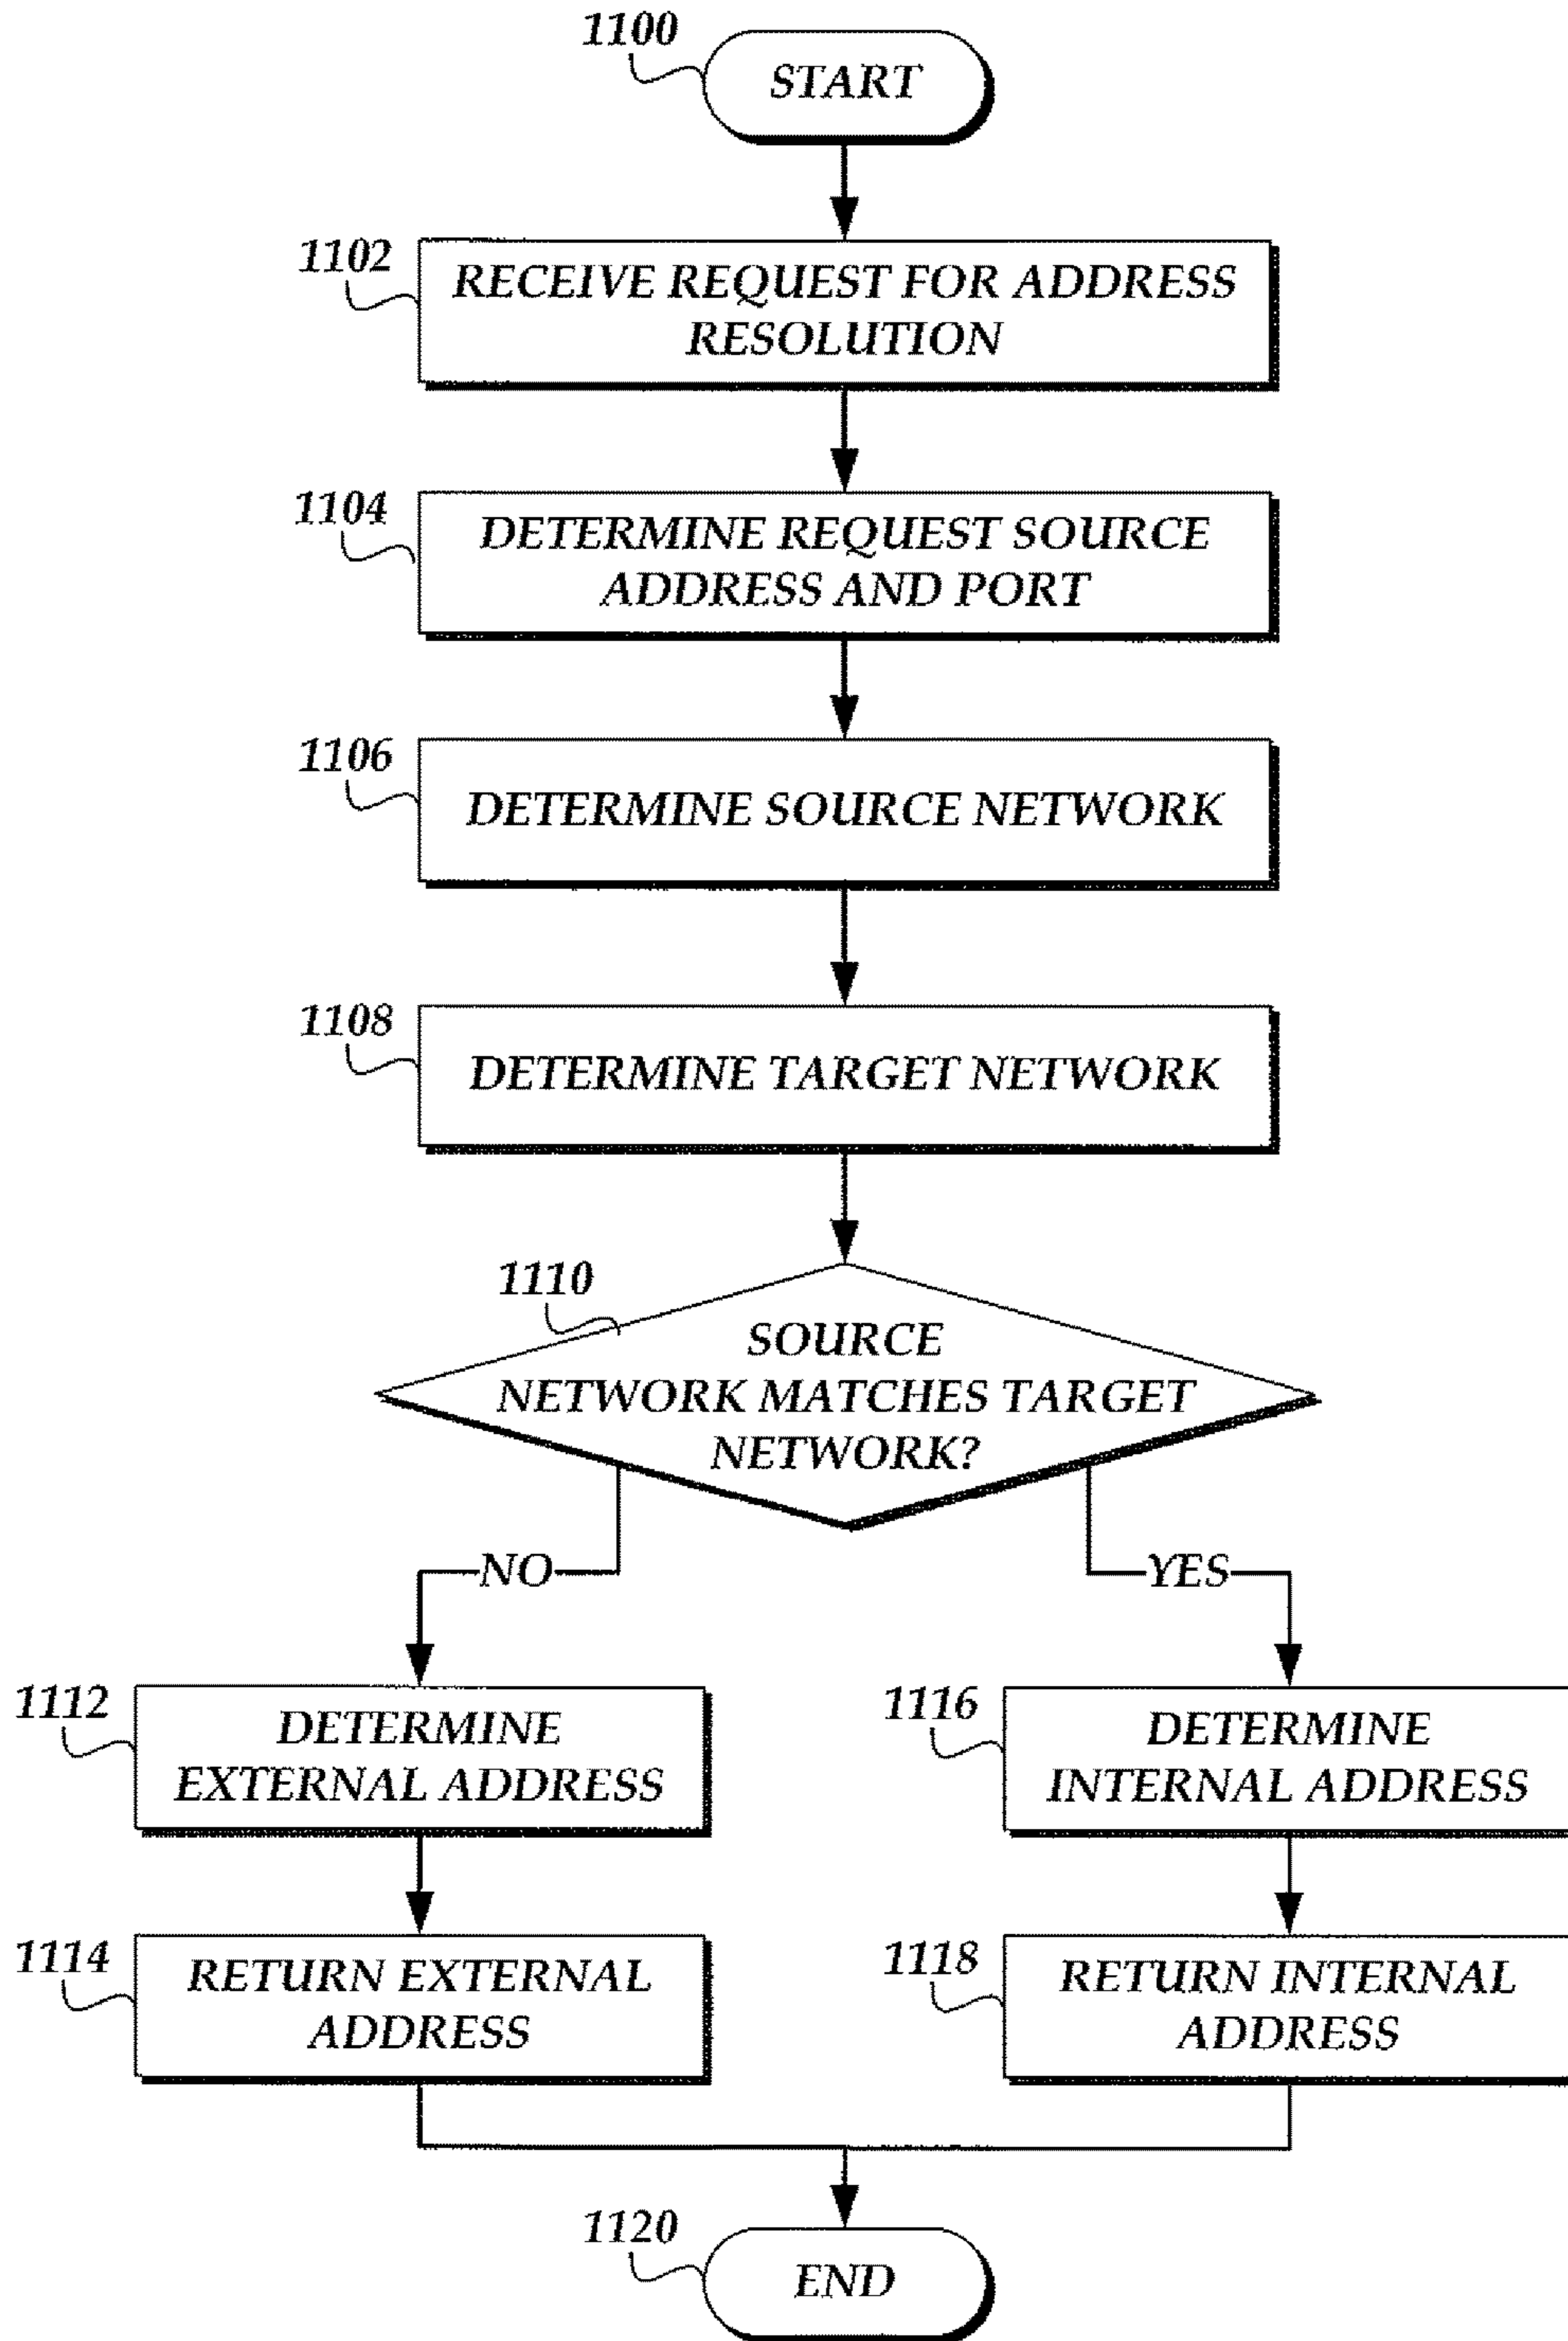 1100
START
1102
RECEIVE REQUEST FOR ADDRESS
RESOLUTION
1104
DETERMINE REQUEST SOURCE
ADDRESS AND PORT
1106
DETERMINE SOURCE NETWORK
1108
DETERMINE TARGET NETWORK
1110
SOURCE
NETWORK MATCHES TARGET
NETWORK?
NO
YES
1112
DETERMINE
EXTERNAL ADDRESS
1116
DETERMINE
INTERNAL ADDRESS
1114
RETURN EXTERNAL
ADDRESS
1118
RETURN INTERNAL
ADDRESS
1120
END